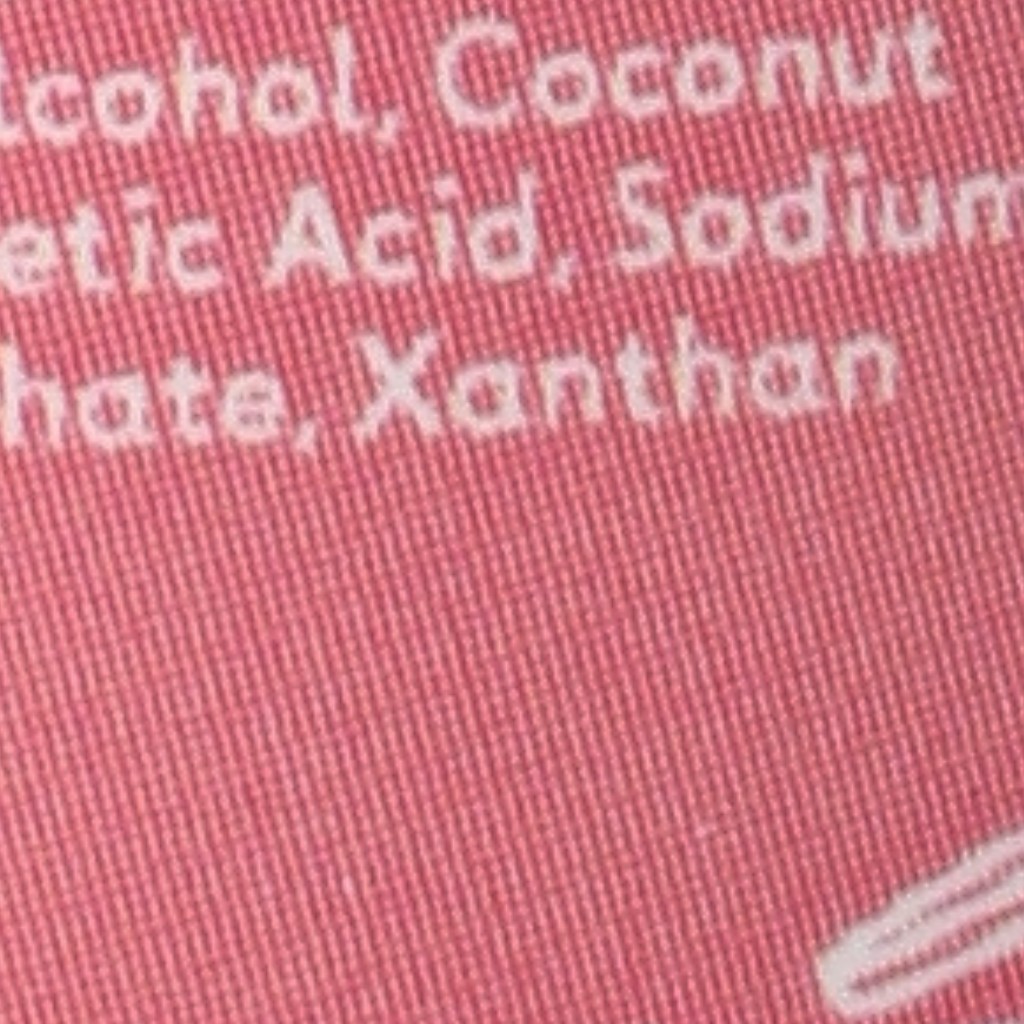 lcohol, Coconut
etic Acid, Sodium
hate, Xanthan